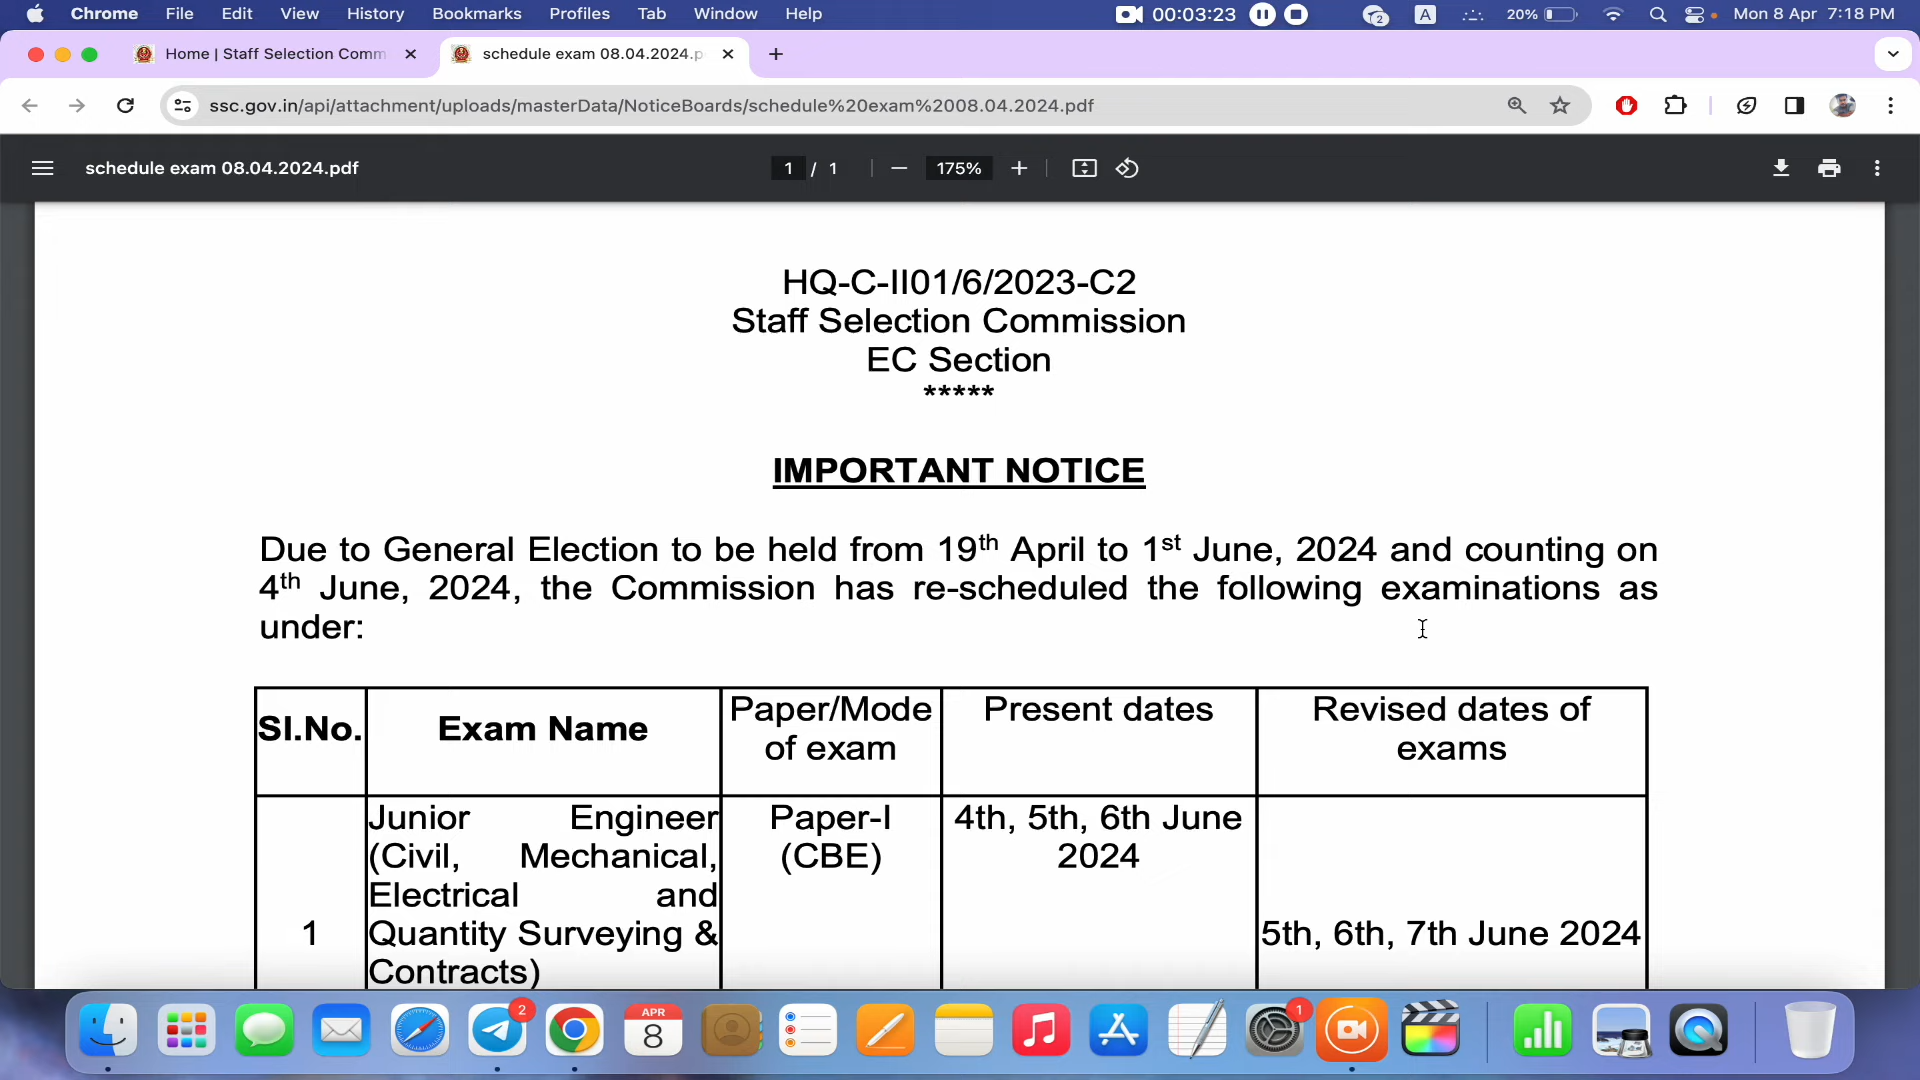 Chrome File Edit View History Bookmarks Profiles Tab Window Help 00:03:23 2 A 20% Mon 8 Apr 7:18 PM
Home | Staff Selection Comm schedule exam 08.04.2024.p
ssc.gov.in/api/attachment/uploads/masterData/NoticeBoards/schedule%20exam%2008.04.2024.pdf
schedule exam 08.04.2024.pdf 1 / 1 175%
HQ-C-II01/6/2023-C2
Staff Selection Commission
EC Section
*****
IMPORTANT NOTICE
Due to General Election to be held from 19th April to 1st June, 2024 and counting on
4th June, 2024, the Commission has re-scheduled the following examinations as
under:
Sl.No. Exam Name Paper/Mode of exam Present dates Revised dates of exams
1 Junior Engineer (Civil, Mechanical, Electrical and Quantity Surveying & Contracts) Paper-I (CBE) 4th, 5th, 6th June 2024 5th, 6th, 7th June 2024
2 APR 8 1